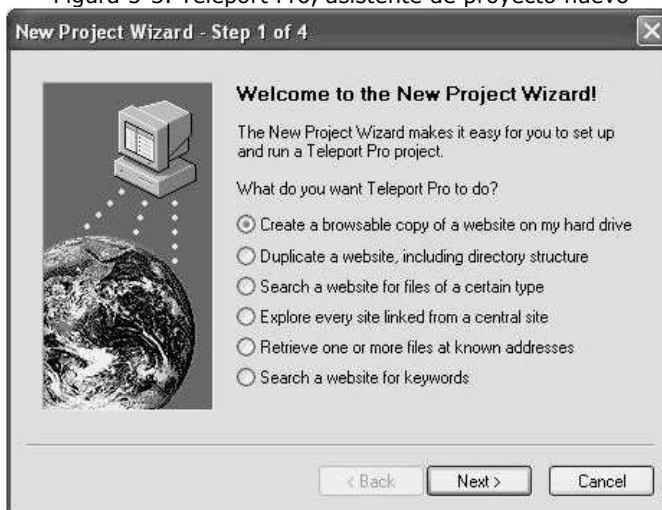 Figura 5-5. Teleport Pro, asistente de proyecto nuevo
New Project Wizard - Step 1 of 4
Welcome to the New Project Wizard!
The New Project Wizard makes it easy for you to set up
and run a Teleport Pro project.
What do you want Teleport Pro to do?
Create a browsable copy of a website on my hard drive
Duplicate a website, including directory structure
Search a website for files of a certain type
Explore every site linked from a central site
Retrieve one or more files at known addresses
Search a website for keywords
< Back
Next >
Cancel